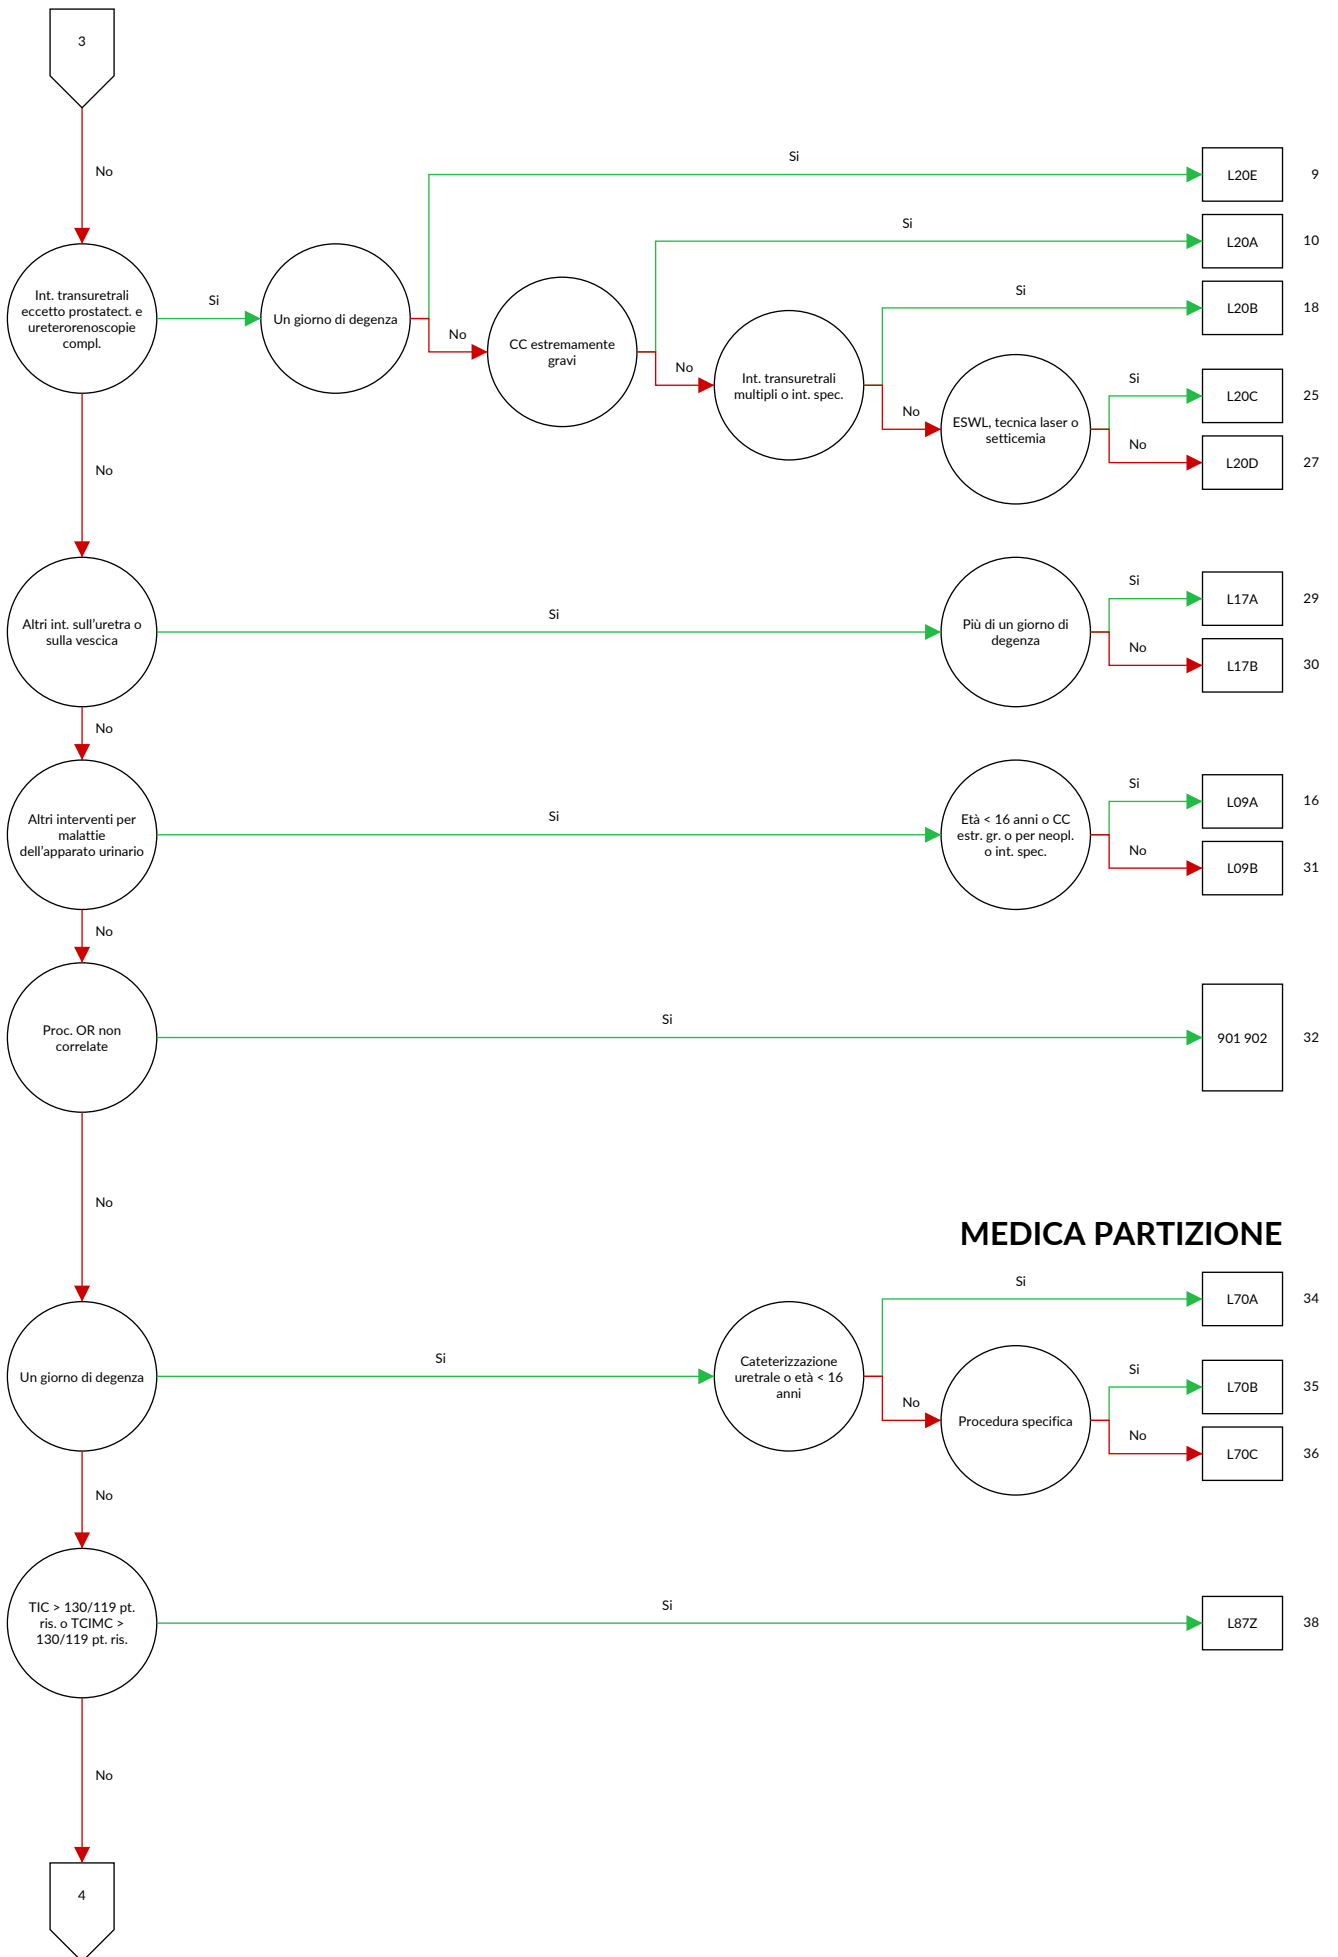 3
No
Si
L20E
9
Si
L20A
10
Si
L20B
18
Int. transuretrali
eccetto prostatect. e
ureterorenoscopie
compl.
Si
Un giorno di degenza
No
CC estremamente
gravi
No
Int. transuretrali
multipli o int. spec.
No
ESWL, tecnica laser o
setticemia
Si
L20C
25
No
L20D
27
No
Altri int. sull'uretra o
sulla vescica
Si
Più di un giorno di
degenza
Si
L17A
29
No
L17B
30
No
Altri interventi per
malattie
dell'apparato urinario
Si
Età < 16 anni o CC
estr. gr. o per neopl.
o int. spec.
Si
L09A
16
No
L09B
31
No
Proc. OR non
correlate
Si
901 902
32
No
MEDICA PARTIZIONE
Un giorno di degenza
Si
Cateterizzazione
uretrale o età < 16
anni
Si
L70A
34
No
Procedura specifica
Si
L70B
35
No
L70C
36
No
TIC > 130/119 pt.
ris. o TCIMC >
130/119 pt. ris.
Si
L87Z
38
No
4